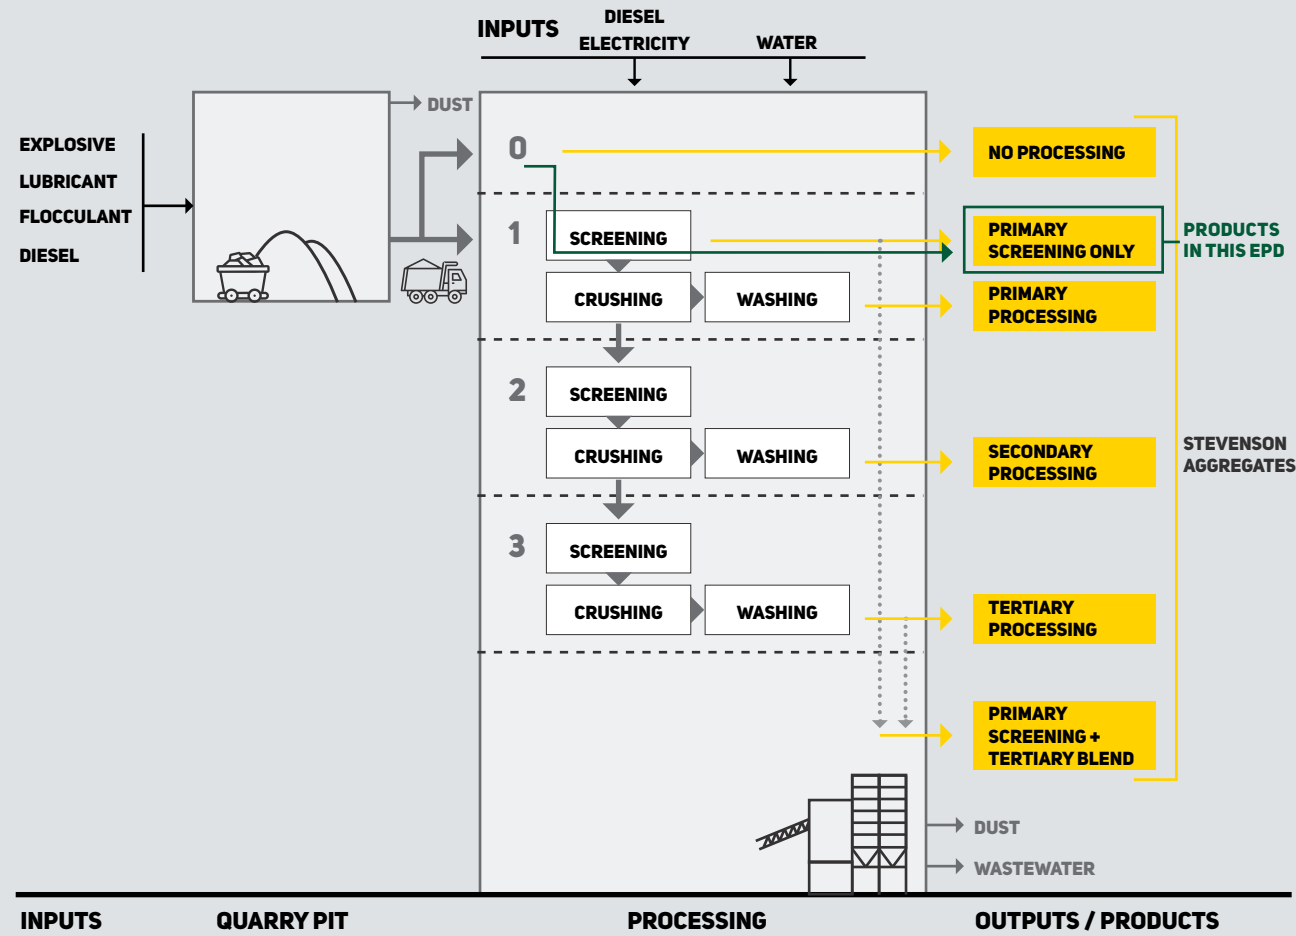 INPUTS
DIESEL
ELECTRICITY
WATER
EXPLOSIVE
LUBRICANT
FLOCCULANT
DIESEL
DUST
0
NO PROCESSING
1
SCREENING
PRIMARY
SCREENING ONLY
PRODUCTS
IN THIS EPD
CRUSHING
WASHING
PRIMARY
PROCESSING
2
SCREENING
CRUSHING
WASHING
SECONDARY
PROCESSING
STEVENSON
AGGREGATES
3
SCREENING
CRUSHING
WASHING
TERTIARY
PROCESSING
PRIMARY
SCREENING +
TERTIARY BLEND
DUST
WASTEWATER
INPUTS
QUARRY PIT
PROCESSING
OUTPUTS / PRODUCTS